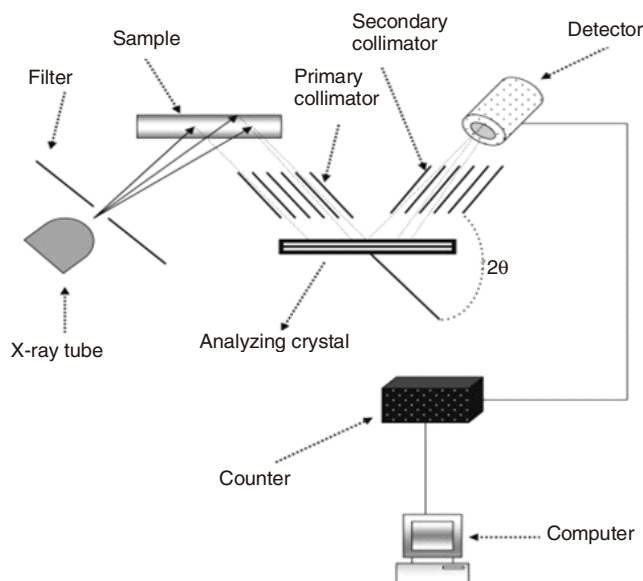 Sample
Secondary
collimator
Detector
Filter
Primary
collimator
2θ
X-ray tube
Analyzing crystal
Counter
Computer